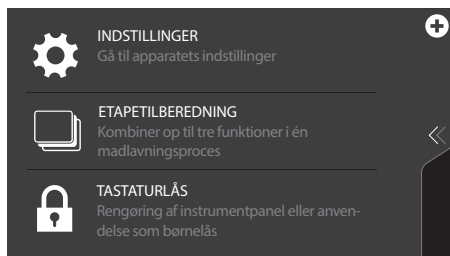 INDSTILLINGER
Gå til apparatets indstillinger
ETAPETILBEREDNING
Kombiner op til tre funktioner i én
madlavningsproces
TASTATURLÅS
Rengøring af instrumentpanel eller anven-
delse som børnelås